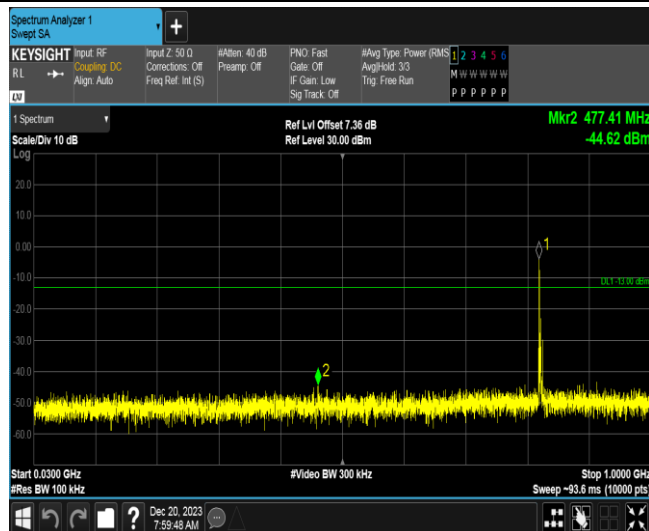 Spectrum Analyzer 1
Swept SA
+
KEYSIGHT Input: RF Input Z: 50 Ω #Atten: 40 dB PNO: Fast #Avg Type: Power (RMS 1 2 3 4 5 6
RL Coupling: DC Corrections: Off Preamp: Off Gate: Off Avg|Hold: 3/3 M W W W W W
Align: Auto Freq Ref: Int (S) IF Gain: Low Trig: Free Run
Sig Track: Off P P P P P P
LXI
1 Spectrum Ref Lvl Offset 7.36 dB Mkr2 477.41 MHz
Scale/Div 10 dB Ref Level 30.00 dBm -44.62 dBm
Log
20.0
10.0
0.00 1
-10.0 DL1 -13.00 dBm
-20.0
-30.0
-40.0 2
-50.0
-60.0
Start 0.0300 GHz #Video BW 300 kHz Stop 1.0000 GHz
#Res BW 100 kHz Sweep ~93.6 ms (10000 pts)
? Dec 20, 2023
7:59:48 AM